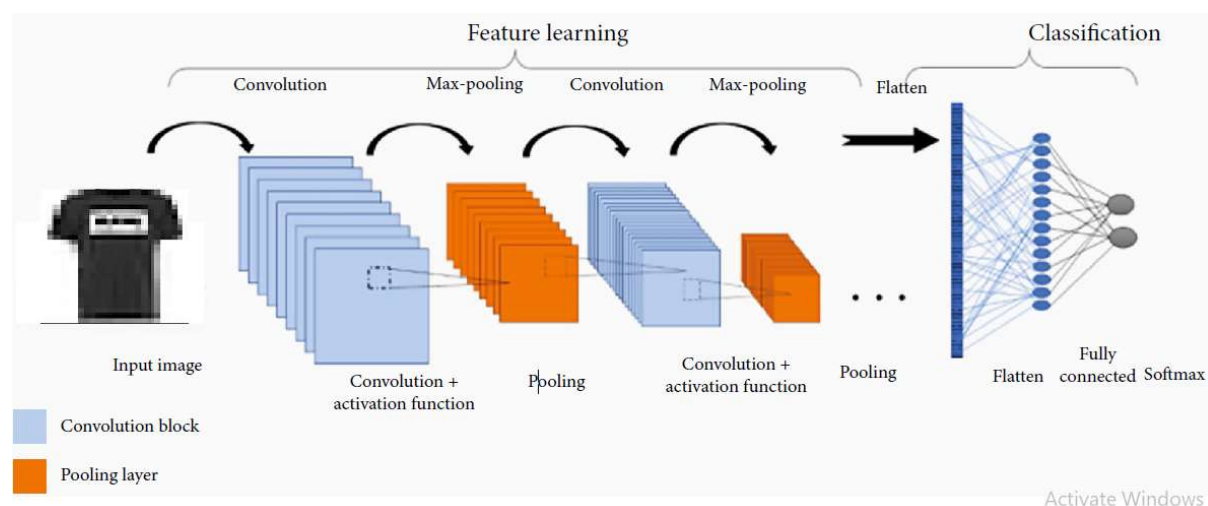 Feature learning
Classification
Convolution
Max-pooling
Convolution
Max-pooling
Flatten
Input image
Convolution +
activation function
Pooling
Convolution +
activation function
Pooling
Flatten
Fully
connected
Softmax
Convolution block
Pooling layer
Activate Windows